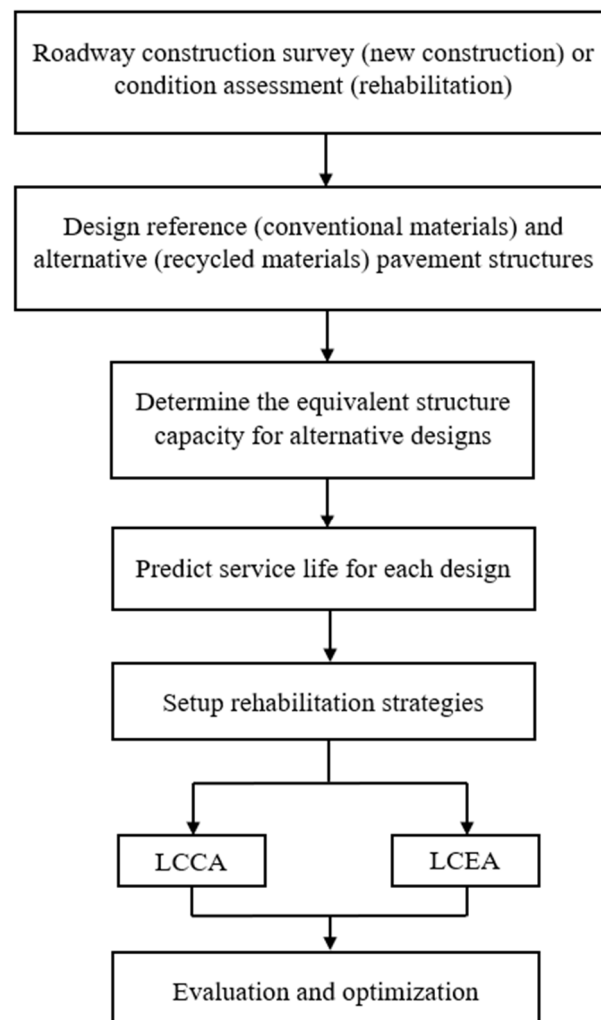 Roadway construction survey (new construction) or
condition assessment (rehabilitation)
Design reference (conventional materials) and
alternative (recycled materials) pavement structures
Determine the equivalent structure
capacity for alternative designs
Predict service life for each design
Setup rehabilitation strategies
LCCA
LCEA
Evaluation and optimization